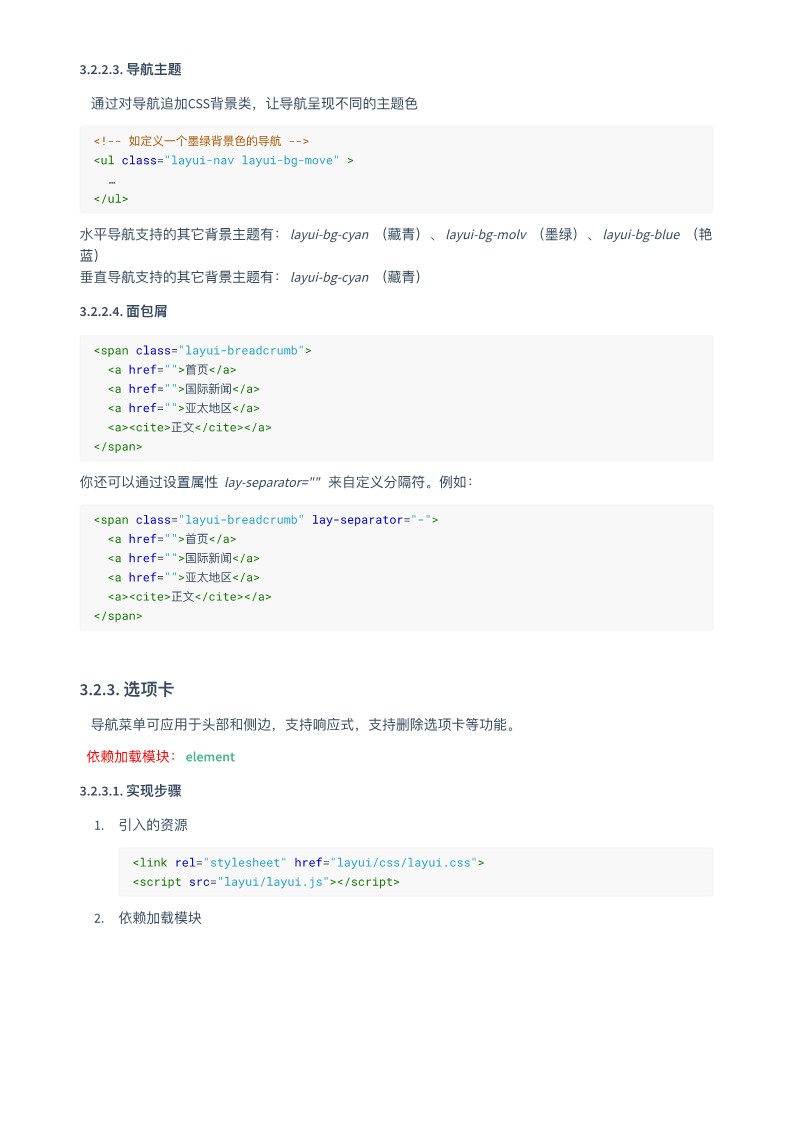 3.2.2.3. 导航主题
通过对导航追加CSS背景类，让导航呈现不同的主题色
<!-- 如定义一个墨绿背景色的导航 -->
<ul class="layui-nav layui-bg-move" >
  …
</ul>
水平导航支持的其它背景主题有： layui-bg-cyan （藏青）、 layui-bg-molv （墨绿）、 layui-bg-blue （艳
蓝）
垂直导航支持的其它背景主题有： layui-bg-cyan （藏青）
3.2.2.4. 面包屑
<span class="layui-breadcrumb">
  <a href="">首页</a>
  <a href="">国际新闻</a>
  <a href="">亚太地区</a>
  <a><cite>正文</cite></a>
</span>
你还可以通过设置属性 lay-separator="" 来自定义分隔符。例如：
<span class="layui-breadcrumb" lay-separator="-">
  <a href="">首页</a>
  <a href="">国际新闻</a>
  <a href="">亚太地区</a>
  <a><cite>正文</cite></a>
</span>
3.2.3. 选项卡
导航菜单可应用于头部和侧边，支持响应式，支持删除选项卡等功能。
依赖加载模块： element
3.2.3.1. 实现步骤
1. 引入的资源
<link rel="stylesheet" href="layui/css/layui.css">
<script src="layui/layui.js"></script>
2. 依赖加载模块